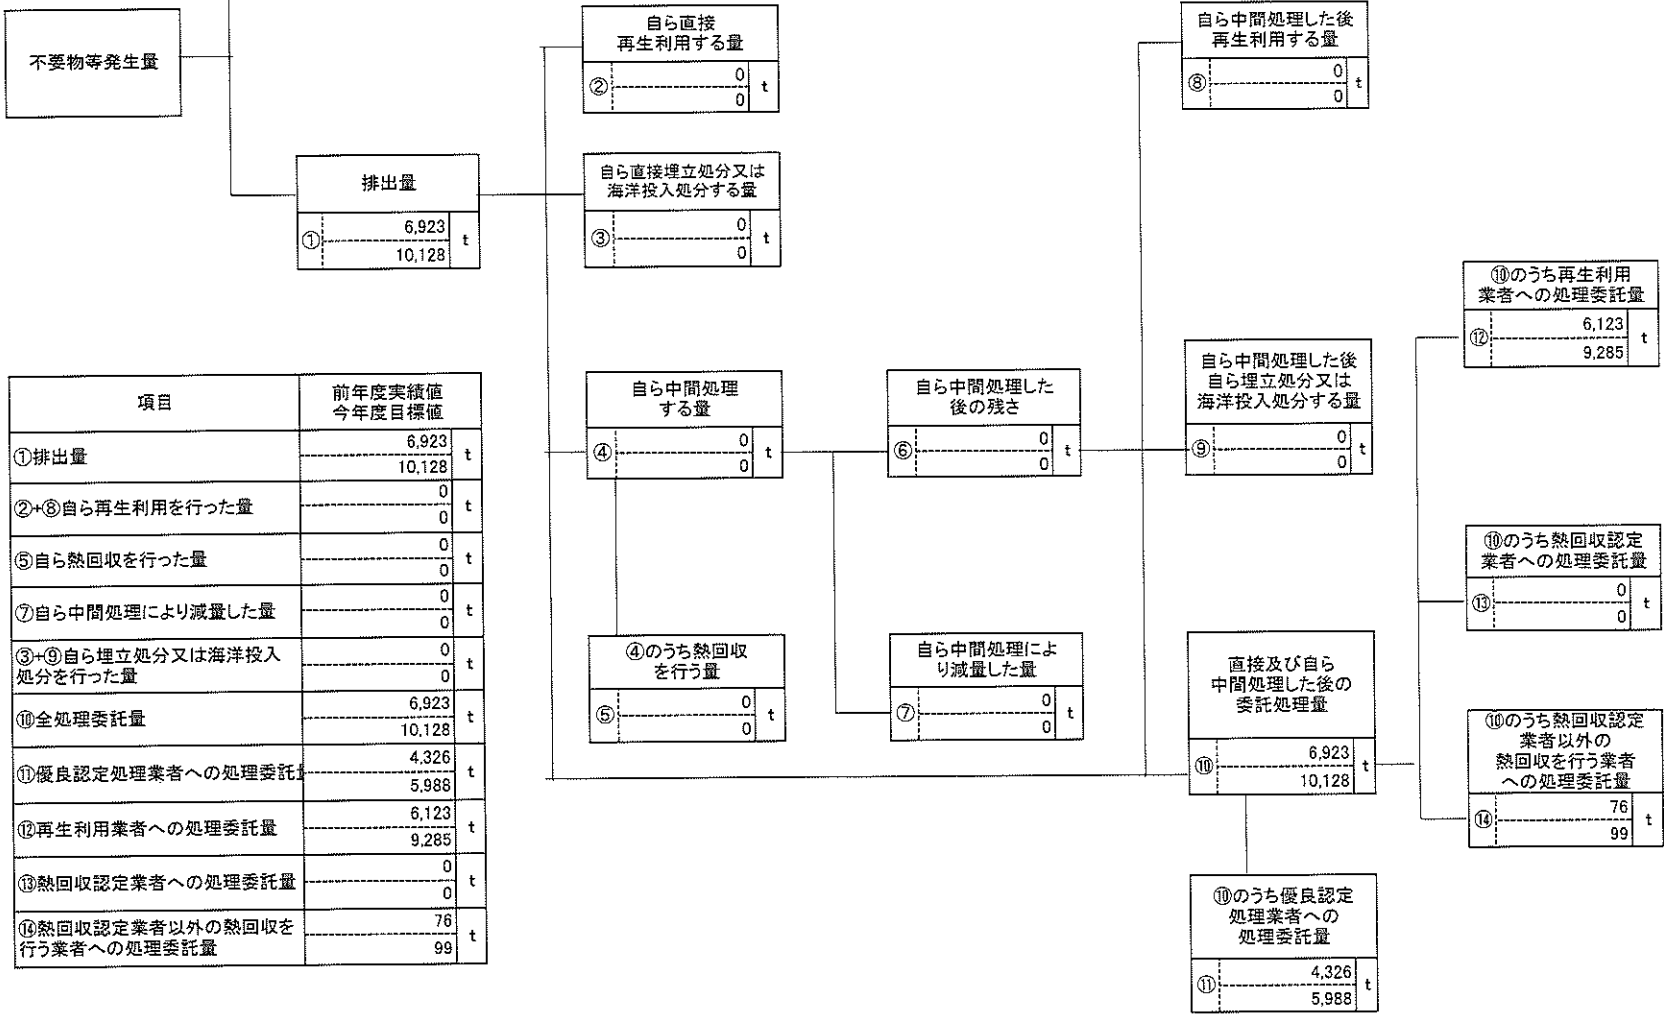 不要物等発生量
自ら直接
再生利用する量
②
0
0
t
自ら中間処理した後
再生利用する量
⑧
0
0
t
排出量
①
6,923
10,128
t
自ら直接埋立処分又は
海洋投入処分する量
③
0
0
t
⑩のうち再生利用
業者への処理委託量
⑫
6,123
9,285
t
自ら中間処理
する量
④
0
0
t
自ら中間処理した
後の残さ
⑥
0
0
t
自ら中間処理した後
自ら埋立処分又は
海洋投入処分する量
⑨
0
0
t
⑩のうち熱回収認定
業者への処理委託量
⑬
0
0
t
④のうち熱回収
を行う量
⑤
0
0
t
自ら中間処理によ
り減量した量
⑦
0
0
t
直接及び自ら
中間処理した後の
委託処理量
⑩
6,923
10,128
t
⑩のうち熱回収認定
業者以外の
熱回収を行う業者
への処理委託量
⑭
76
99
t
⑩のうち優良認定
処理業者への
処理委託量
⑪
4,326
5,988
t
項目
前年度実績値
今年度目標値
①排出量
6,923
10,128
t
②+⑧自ら再生利用を行った量
0
0
t
⑤自ら熱回収を行った量
0
0
t
⑦自ら中間処理により減量した量
0
0
t
③+⑨自ら埋立処分又は海洋投入
処分を行った量
0
0
t
⑩全処理委託量
6,923
10,128
t
⑪優良認定処理業者への処理委託
4,326
5,988
t
⑫再生利用業者への処理委託量
6,123
9,285
t
⑬熱回収認定業者への処理委託量
0
0
t
⑭熱回収認定業者以外の熱回収を
行う業者への処理委託量
76
99
t